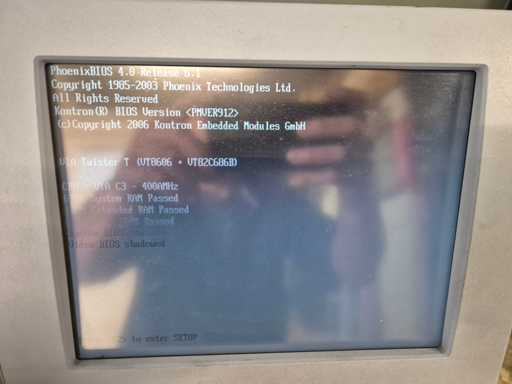 PhoenixBIOS 4.0 Release 6.1
Copyright 1985-2003 Phoenix Technologies Ltd.
All Rights Reserved
Kontron(R) BIOS Version <PMVER912>
(c)Copyright 2006 Kontron Embedded Modules GmbH
VIA Twister T (VT8606 + VT82C686B)
VIA C3 - 400MHz
System RAM Passed
Extended RAM Passed
Passed
BIOS shadowed
to enter SETUP